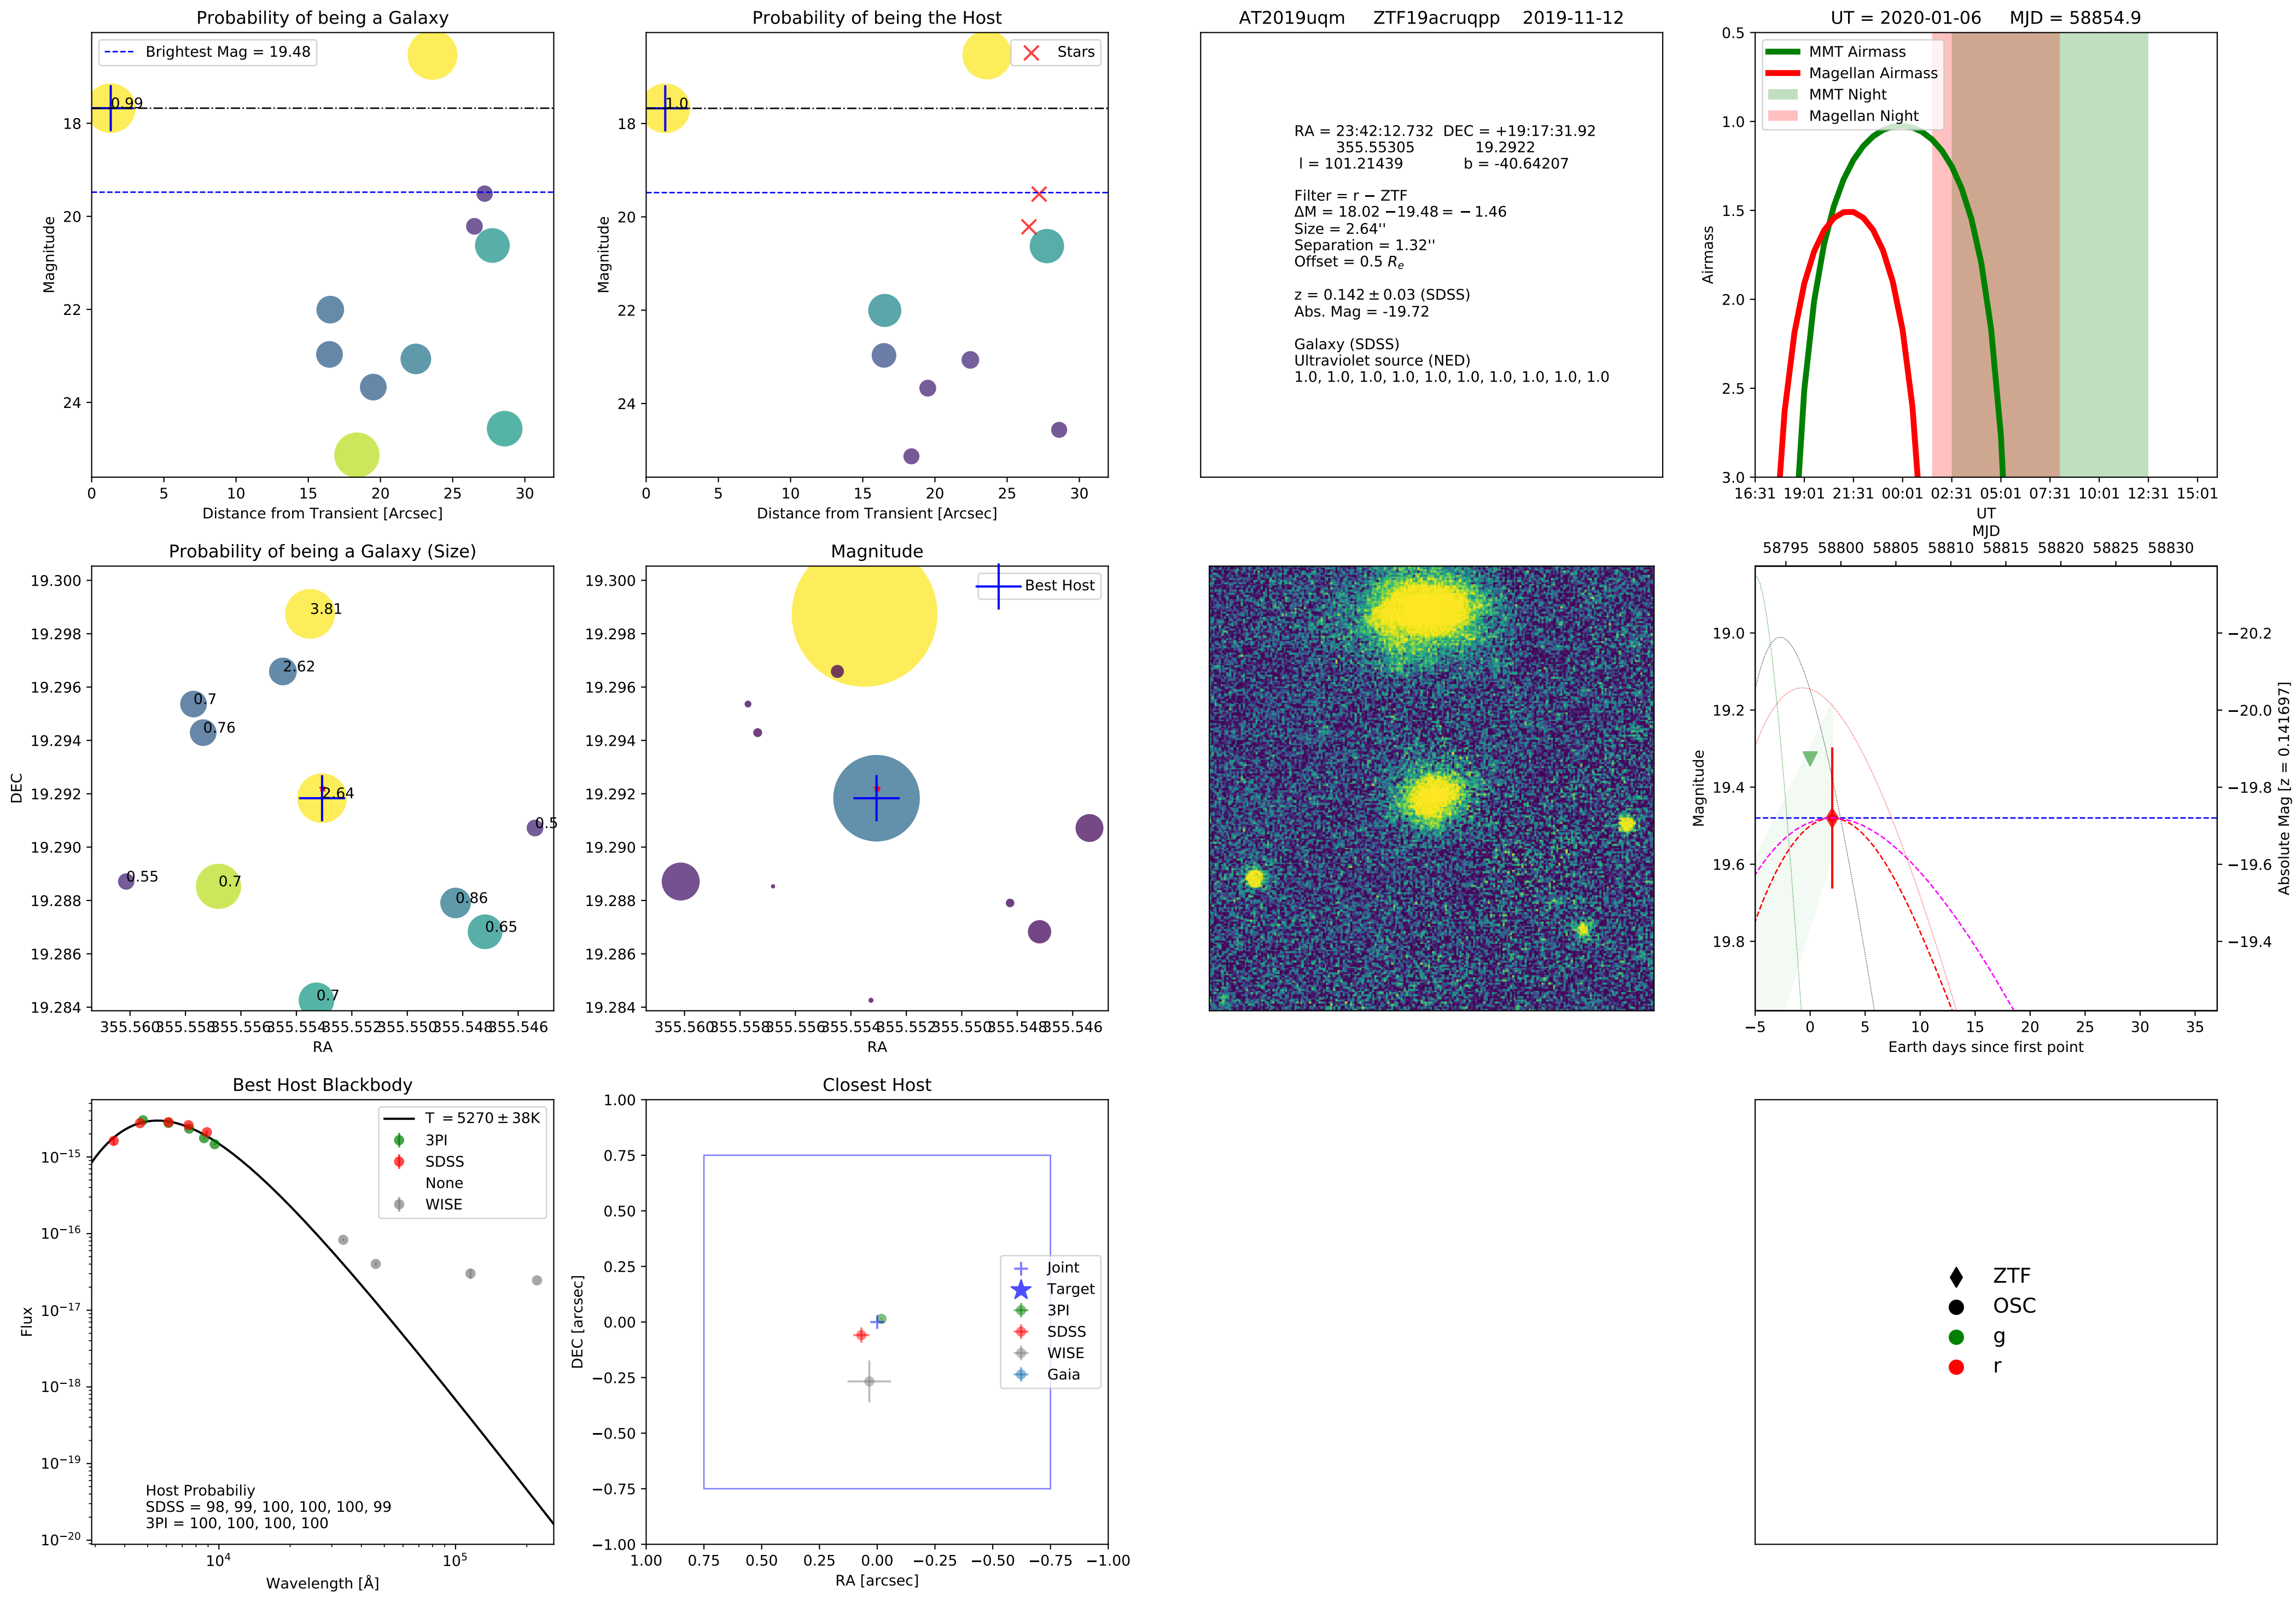 Probability of being a Galaxy
Brightest Mag = 19.48
0.99
18
20
22
24
Magnitude
0 5 10 15 20 25 30
Distance from Transient [Arcsec]
Probability of being the Host
Stars
1.0
18
20
22
24
Magnitude
0 5 10 15 20 25 30
Distance from Transient [Arcsec]
AT2019uqm ZTF19acruqpp 2019-11-12
RA = 23:42:12.732 DEC = +19:17:31.92
355.55305 19.2922
l = 101.21439 b = -40.64207
Filter = r − ZTF
ΔM = 18.02 −19.48 = −1.46
Size = 2.64''
Separation = 1.32''
Offset = 0.5 Re
z = 0.142 ± 0.03 (SDSS)
Abs. Mag = -19.72
Galaxy (SDSS)
Ultraviolet source (NED)
1.0, 1.0, 1.0, 1.0, 1.0, 1.0, 1.0, 1.0, 1.0, 1.0
UT = 2020-01-06 MJD = 58854.9
MMT Airmass
Magellan Airmass
MMT Night
Magellan Night
0.5
1.0
1.5
2.0
2.5
3.0
Airmass
16:31 19:01 21:31 00:01 02:31 05:01 07:31 10:01 12:31 15:01
UT
Probability of being a Galaxy (Size)
19.300
19.298
19.296
19.294
19.292
19.290
19.288
19.286
19.284
DEC
3.81
2.62
0.7
0.76
2.64
0.5
0.55
0.7
0.86
0.65
0.7
355.560 355.558 355.556 355.554 355.552 355.550 355.548 355.546
RA
Magnitude
Best Host
19.300
19.298
19.296
19.294
19.292
19.290
19.288
19.286
19.284
355.560 355.558 355.556 355.554 355.552 355.550 355.548 355.546
RA
MJD
58795 58800 58805 58810 58815 58820 58825 58830
19.0
19.2
19.4
19.6
19.8
Magnitude
−20.2
−20.0
−19.8
−19.6
−19.4
Absolute Mag [z = 0.141697]
−5 0 5 10 15 20 25 30 35
Earth days since first point
Best Host Blackbody
T = 5270 ± 38K
3PI
SDSS
None
WISE
10−15
10−16
10−17
10−18
10−19
10−20
Flux
Host Probabiliy
SDSS = 98, 99, 100, 100, 100, 99
3PI = 100, 100, 100, 100
104 105
Wavelength [Å]
Closest Host
1.00
0.75
0.50
0.25
0.00
−0.25
−0.50
−0.75
−1.00
DEC [arcsec]
Joint
Target
3PI
SDSS
WISE
Gaia
1.00 0.75 0.50 0.25 0.00 −0.25 −0.50 −0.75 −1.00
RA [arcsec]
ZTF
OSC
g
r